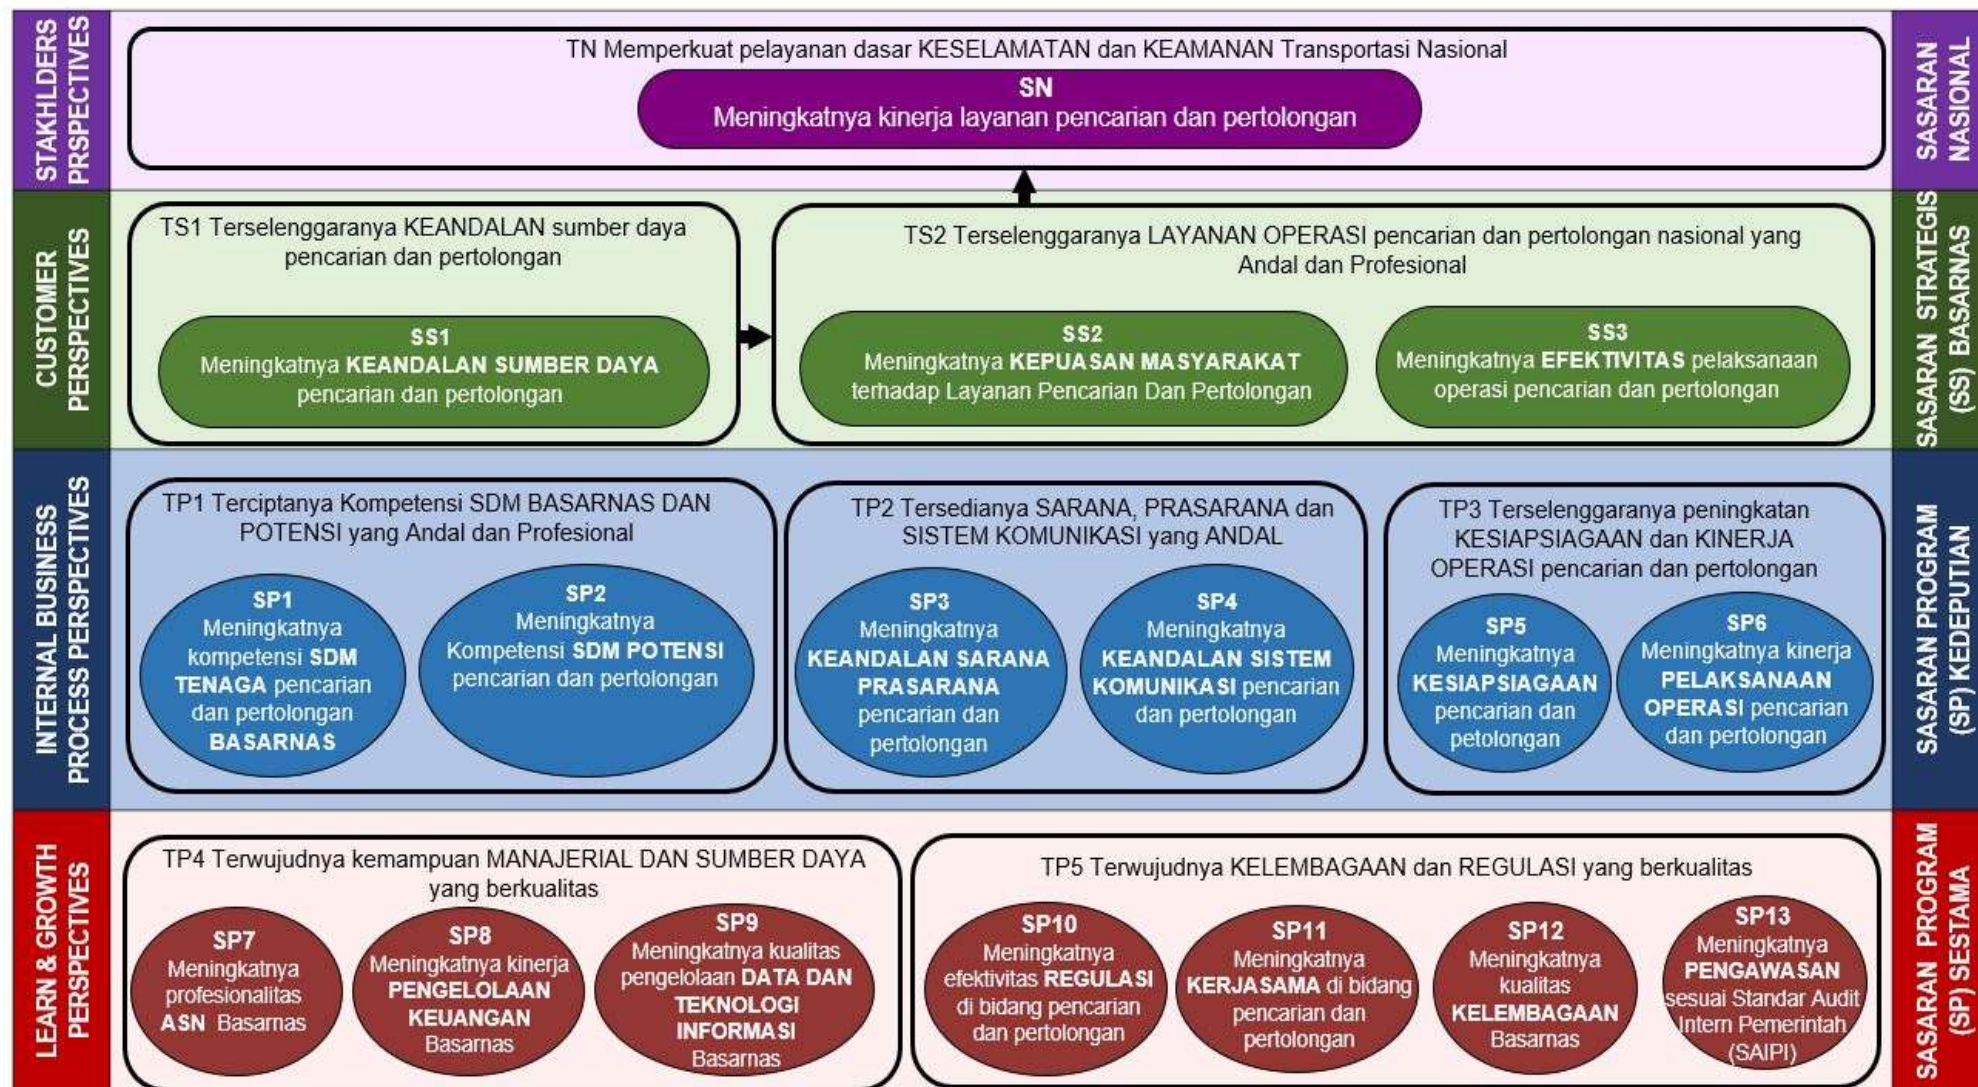 STAKHLDERS
PRSPECTIVES
TN Memperkuat pelayanan dasar KESELAMATAN dan KEAMANAN Transportasi Nasional
SN
Meningkatnya kinerja layanan pencarian dan pertolongan
SASARAN
NASIONAL
CUSTOMER
PERSPECTIVES
TS1 Terselenggaranya KEANDALAN sumber daya
pencarian dan pertolongan
SS1
Meningkatnya KEANDALAN SUMBER DAYA
pencarian dan pertolongan
TS2 Terselenggaranya LAYANAN OPERASI pencarian dan pertolongan nasional yang
Andal dan Profesional
SS2
Meningkatnya KEPUASAN MASYARAKAT
terhadap Layanan Pencarian Dan Pertolongan
SS3
Meningkatnya EFEKTIVITAS pelaksanaan
operasi pencarian dan pertolongan
SASARAN STRATEGIS
(SS) BASARNAS
INTERNAL BUSINESS
PROCESS PERSPECTIVES
TP1 Terciptanya Kompetensi SDM BASARNAS DAN
POTENSI yang Andal dan Profesional
SP1
Meningkatnya
kompetensi SDM
TENAGA pencarian
dan pertolongan
BASARNAS
SP2
Meningkatnya
Kompetensi SDM POTENSI
pencarian dan pertolongan
TP2 Tersedianya SARANA, PRASARANA dan
SISTEM KOMUNIKASI yang ANDAL
SP3
Meningkatnya
KEANDALAN SARANA
PRASARANA
pencarian dan
pertolongan
SP4
Meningkatnya
KEANDALAN SISTEM
KOMUNIKASI pencarian
dan pertolongan
TP3 Terselenggaranya peningkatan
KESIAPSIAGAAN dan KINERJA
OPERASI pencarian dan pertolongan
SP5
Meningkatnya
KESIAPSIAGAAN
pencarian dan
petolongan
SP6
Meningkatnya kinerja
PELAKSANAAN
OPERASI pencarian
dan pertolongan
SASARAN PROGRAM
(SP) KEDEPUTIAN
LEARN & GROWTH
PERSPECTIVES
TP4 Terwujudnya kemampuan MANAJERIAL DAN SUMBER DAYA
yang berkualitas
SP7
Meningkatnya
profesionalitas
ASN Basarnas
SP8
Meningkatnya kinerja
PENGELOLAAN
KEUANGAN
Basarnas
SP9
Meningkatnya kualitas
pengelolaan DATA DAN
TEKNOLOGI
INFORMASI
Basarnas
TP5 Terwujudnya KELEMBAGAAN dan REGULASI yang berkualitas
SP10
Meningkatnya
efektivitas REGULASI
di bidang pencarian
dan pertolongan
SP11
Meningkatnya
KERJASAMA di bidang
pencarian dan
pertolongan
SP12
Meningkatnya
kualitas
KELEMBAGAAN
Basarnas
SP13
Meningkatnya
PENGAWASAN
sesuai Standar Audit
Intern Pemerintah
(SAIPI)
SASARAN PROGRAM
(SP) SESTAMA